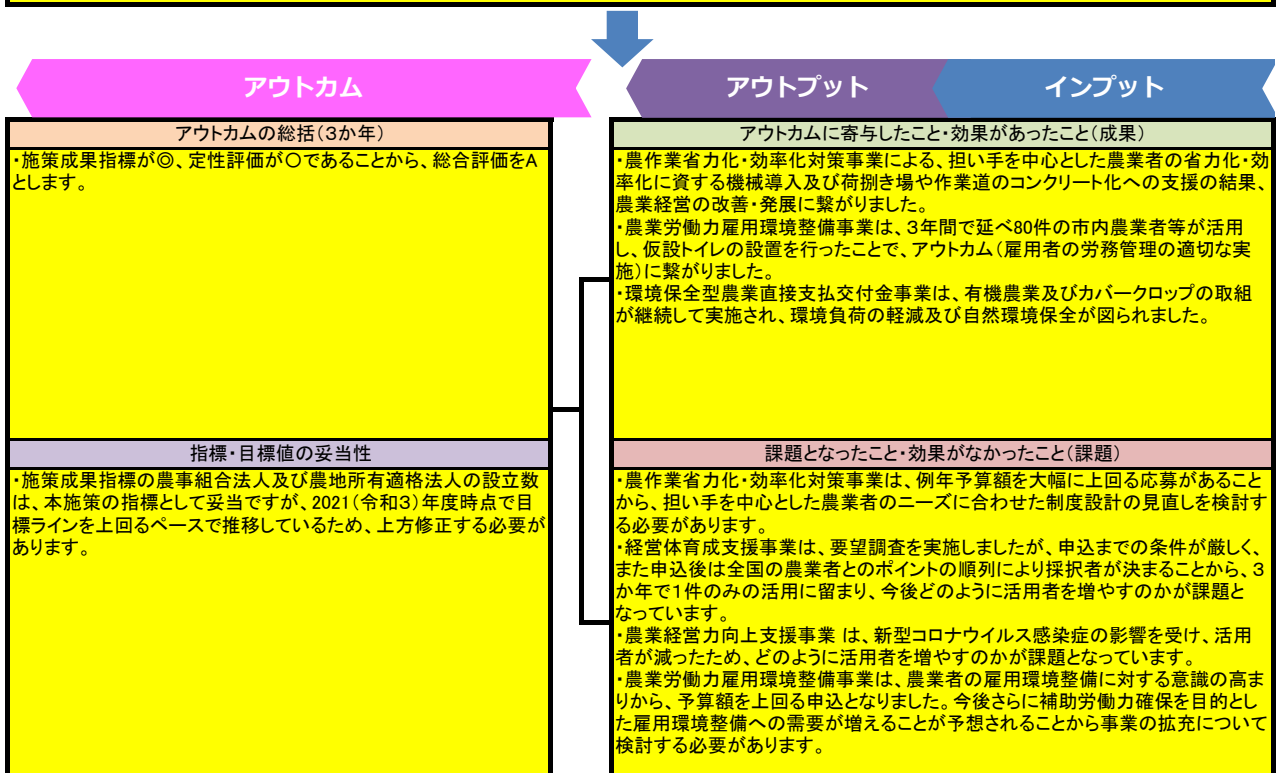 アウトカム
アウトプット
インプット
アウトカムの総括(3か年)
・施策成果指標が◎、定性評価が○であることから、総合評価をA
とします。
指標・目標値の妥当性
・施策成果指標の農事組合法人及び農地所有適格法人の設立数
は、本施策の指標として妥当ですが、2021(令和3)年度時点で目
標ラインを上回るペースで推移しているため、上方修正する必要が
あります。
アウトカムに寄与したこと・効果があったこと(成果)
・農作業省力化・効率化対策事業による、担い手を中心とした農業者の省力化・効
率化に資する機械導入及び荷捌き場や作業道のコンクリート化への支援の結果、
農業経営の改善・発展に繋がりました。
・農業労働力雇用環境整備事業は、3年間で延べ80件の市内農業者等が活用
し、仮設トイレの設置を行ったことで、アウトカム(雇用者の労務管理の適切な実
施)に繋がりました。
・環境保全型農業直接支払交付金事業は、有機農業及びカバークロップの取組
が継続して実施され、環境負荷の軽減及び自然環境保全が図られました。
課題となったこと・効果がなかったこと(課題)
・農作業省力化・効率化対策事業は、例年予算額を大幅に上回る応募があること
から、担い手を中心とした農業者のニーズに合わせた制度設計の見直しを検討す
る必要があります。
・経営体育成支援事業は、要望調査を実施しましたが、申込までの条件が厳しく、
また申込後は全国の農業者とのポイントの順列により採択者が決まることから、3
か年で1件のみの活用に留まり、今後どのように活用者を増やすのかが課題と
なっています。
・農業経営力向上支援事業 は、新型コロナウイルス感染症の影響を受け、活用
者が減ったため、どのように活用者を増やすのかが課題となっています。
・農業労働力雇用環境整備事業は、農業者の雇用環境整備に対する意識の高ま
りから、予算額を上回る申込となりました。今後さらに補助労働力確保を目的とし
た雇用環境整備への需要が増えることが予想されることから事業の拡充について
検討する必要があります。